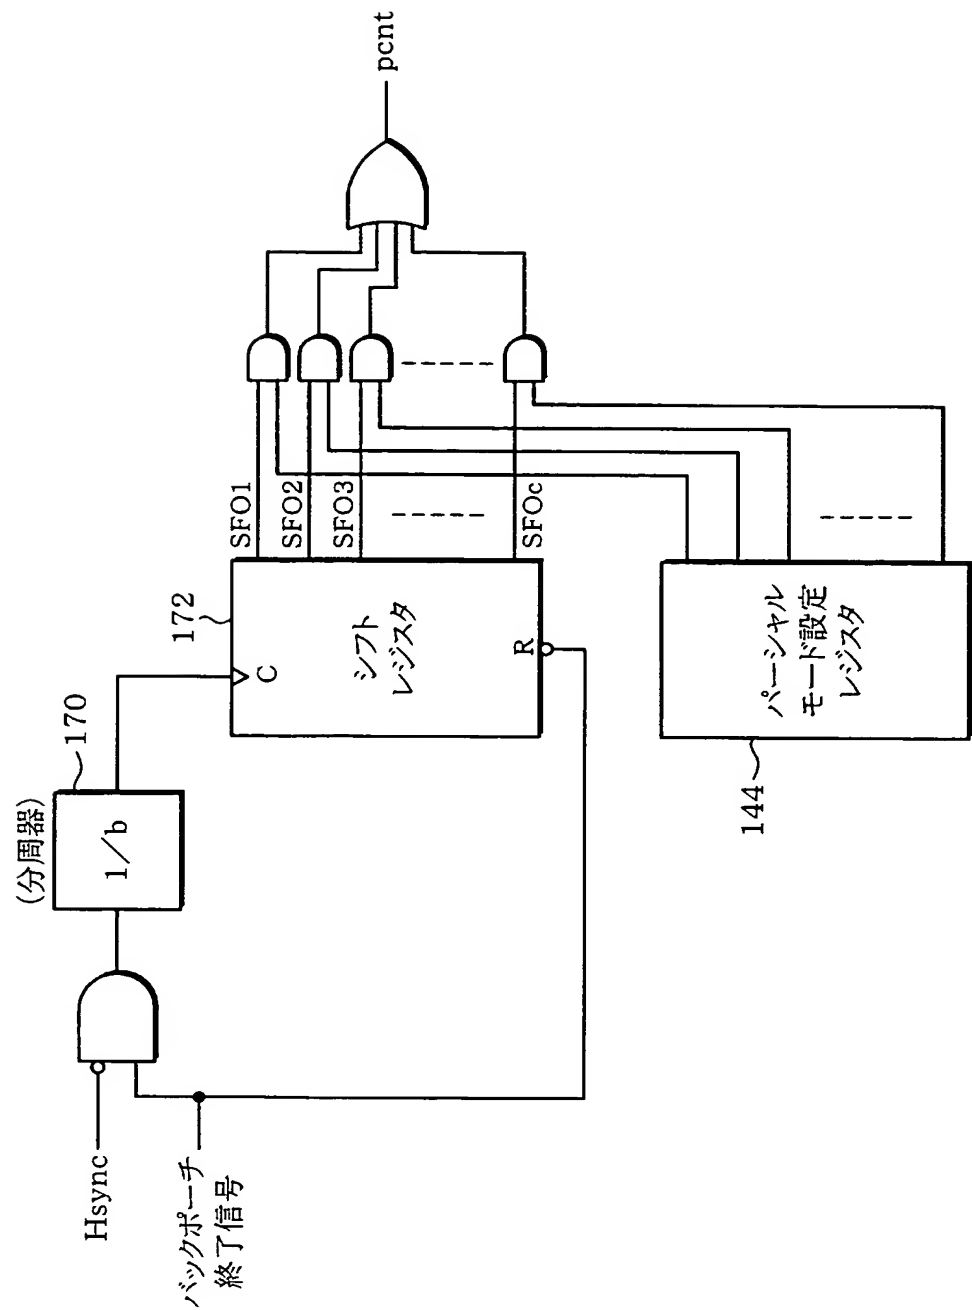 Hsync
バックポーチ
終了信号
(分周器)
170
1/b
172
C
シフト
レジスタ
R
SFO1
SFO2
SFO3
SFOc
144
パーシャル
モード設定
レジスタ
pcnt